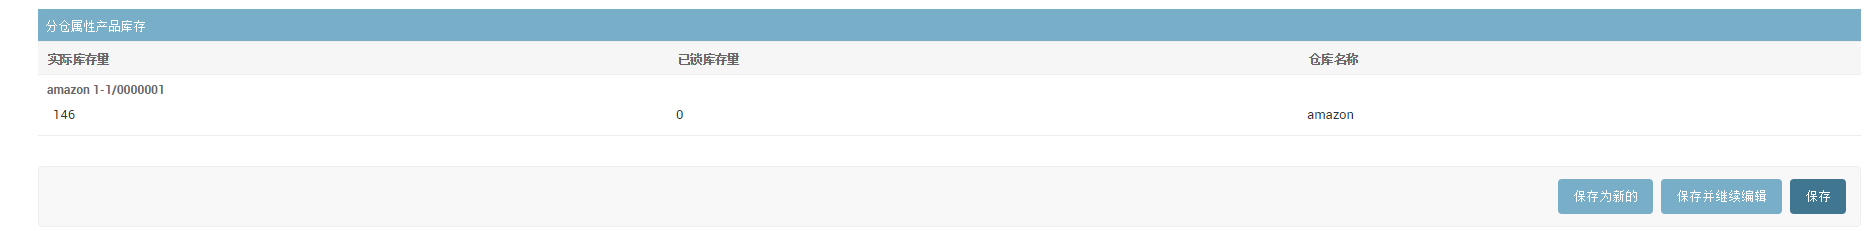 分仓属性产品库存
实际库存量 已锁库存量 仓库名称
amazon 1-1/0000001
146 0 amazon
保存为新的 保存并继续编辑 保存